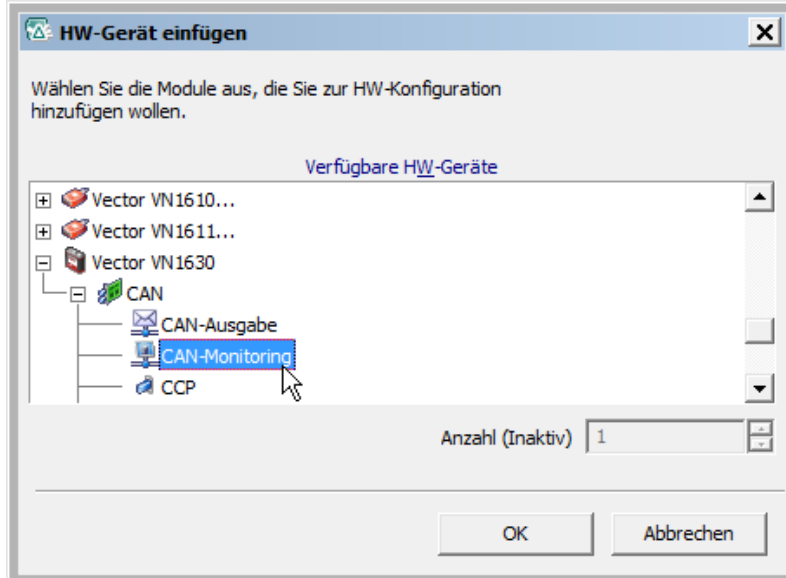 HW-Gerät einfügen
Wählen Sie die Module aus, die Sie zur HW-Konfiguration
hinzufügen wollen.
Verfügbare HW-Geräte
Vector VN1610...
Vector VN1611...
Vector VN1630
CAN
CAN-Ausgabe
CAN-Monitoring
CCP
Anzahl (Inaktiv) 1
OK Abbrechen